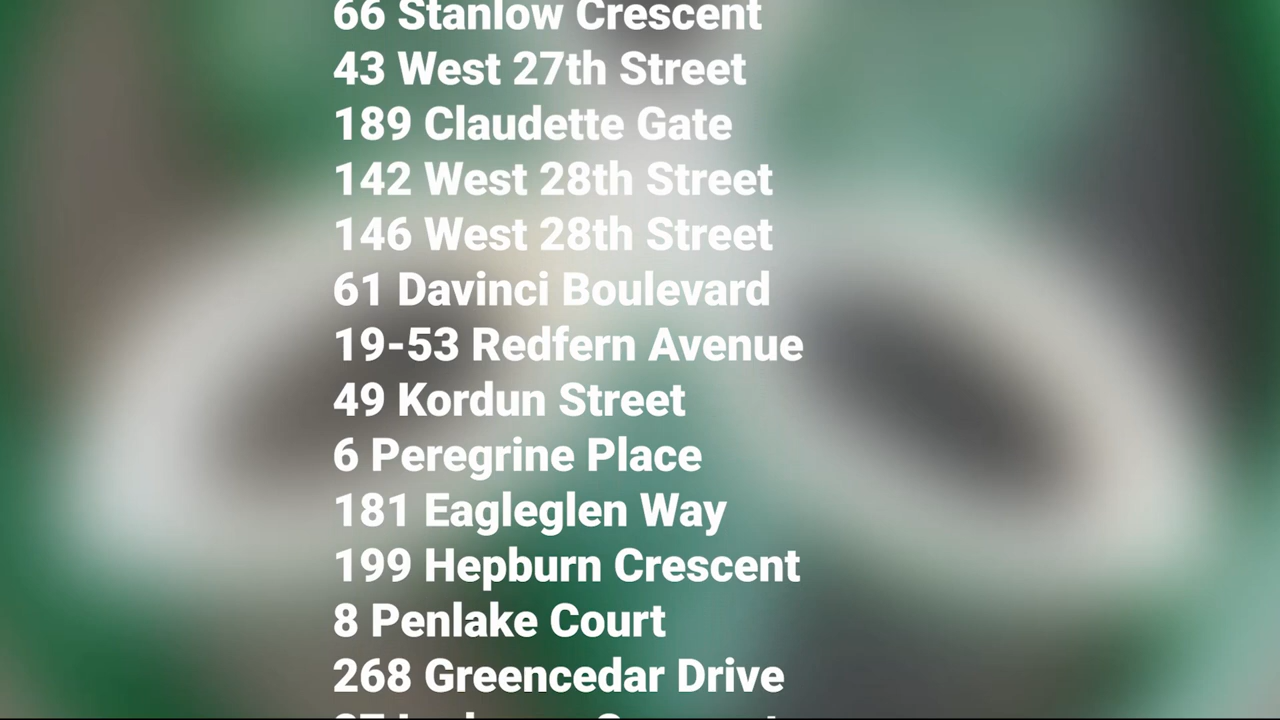 66 Stanlow Crescent
43 West 27th Street
189 Claudette Gate
142 West 28th Street
146 West 28th Street
61 Davinci Boulevard
19-53 Redfern Avenue
49 Kordun Street
6 Peregrine Place
181 Eagleglen Way
199 Hepburn Crescent
8 Penlake Court
268 Greencedar Drive